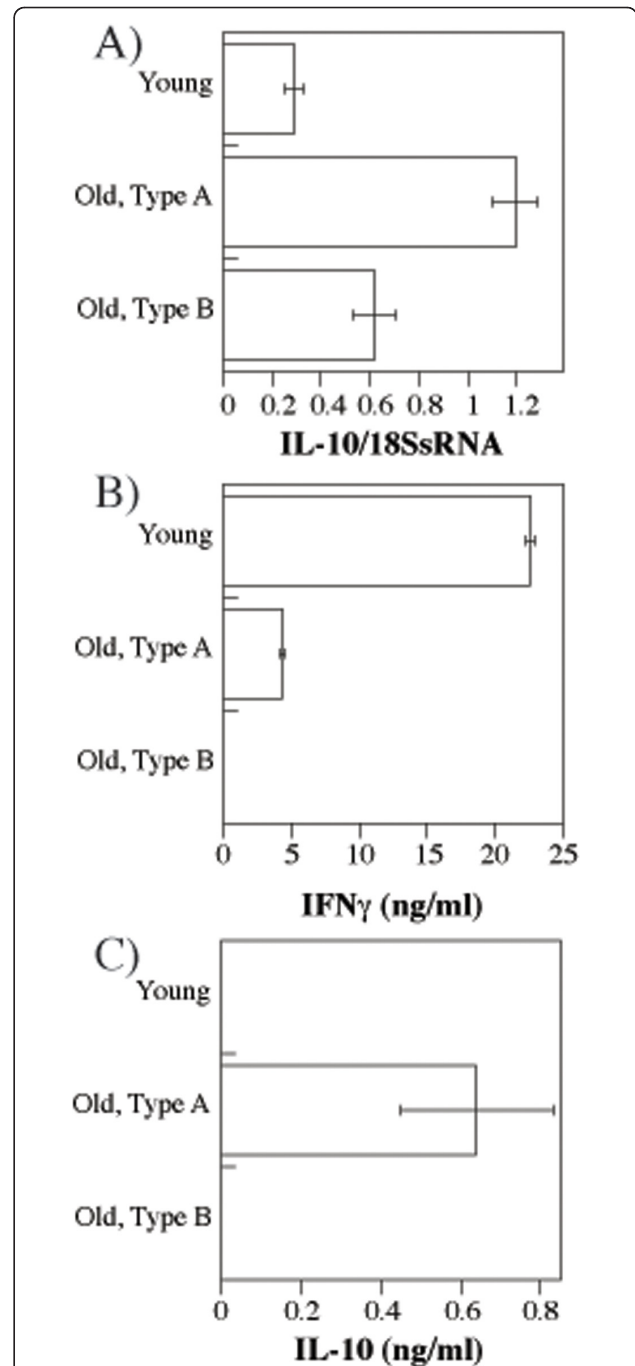 A)
Young
Old, Type A
Old, Type B
0 0.2 0.4 0.6 0.8 1 1.2
IL-10/18SsRNA
B)
Young
Old, Type A
Old, Type B
0 5 10 15 20 25
IFNγ (ng/ml)
C)
Young
Old, Type A
Old, Type B
0 0.2 0.4 0.6 0.8
IL-10 (ng/ml)